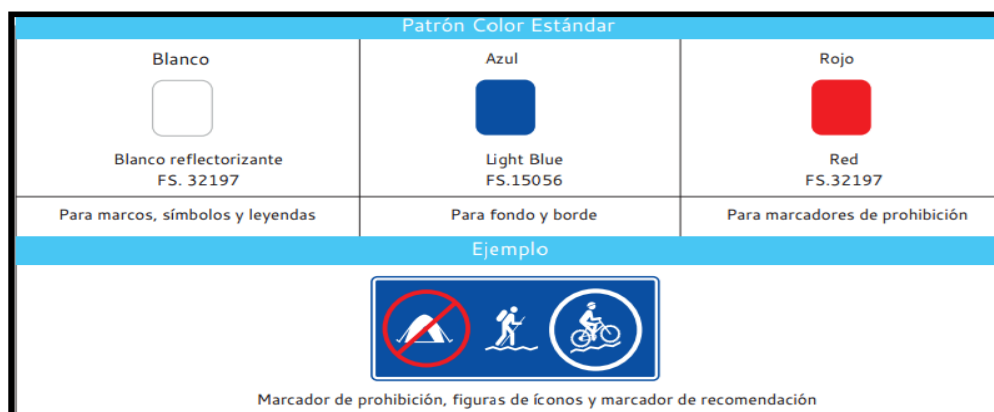 Patrón Color Estándar
Blanco
Blanco reflectorizante
FS. 32197
Para marcos, símbolos y leyendas
Azul
Light Blue
FS.15056
Para fondo y borde
Rojo
Red
FS.32197
Para marcadores de prohibición
Ejemplo
Marcador de prohibición, figuras de íconos y marcador de recomendación